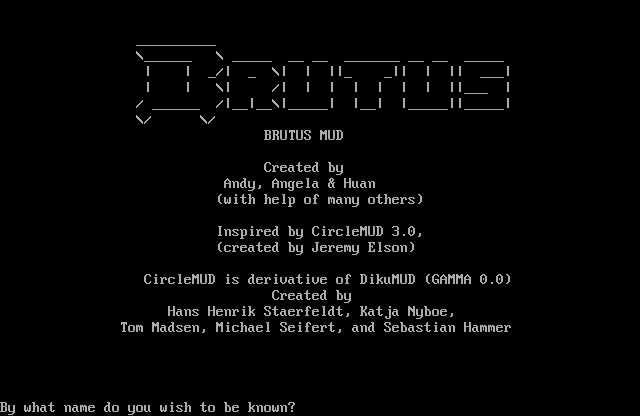 BRUTUS
BRUTUS MUD
Created by
Andy, Angela & Huan
(with help of many others)
Inspired by CircleMUD 3.0,
(created by Jeremy Elson)
CircleMUD is derivative of DikuMUD (GAMMA 0.0)
Created by
Hans Henrik Staerfeldt, Katja Nyboe,
Tom Madsen, Michael Seifert, and Sebastian Hammer
By what name do you wish to be known?